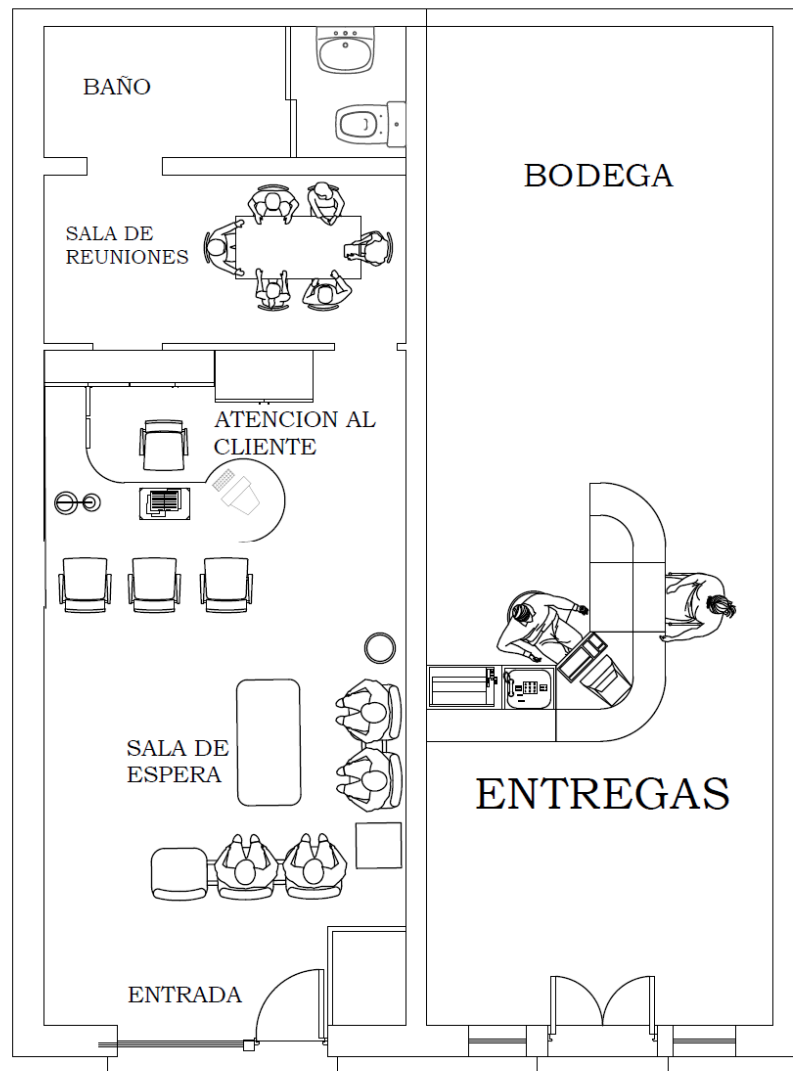 BAÑO
BODEGA
SALA DE
REUNIONES
ATENCION AL
CLIENTE
SALA DE
ESPERA
ENTREGAS
ENTRADA